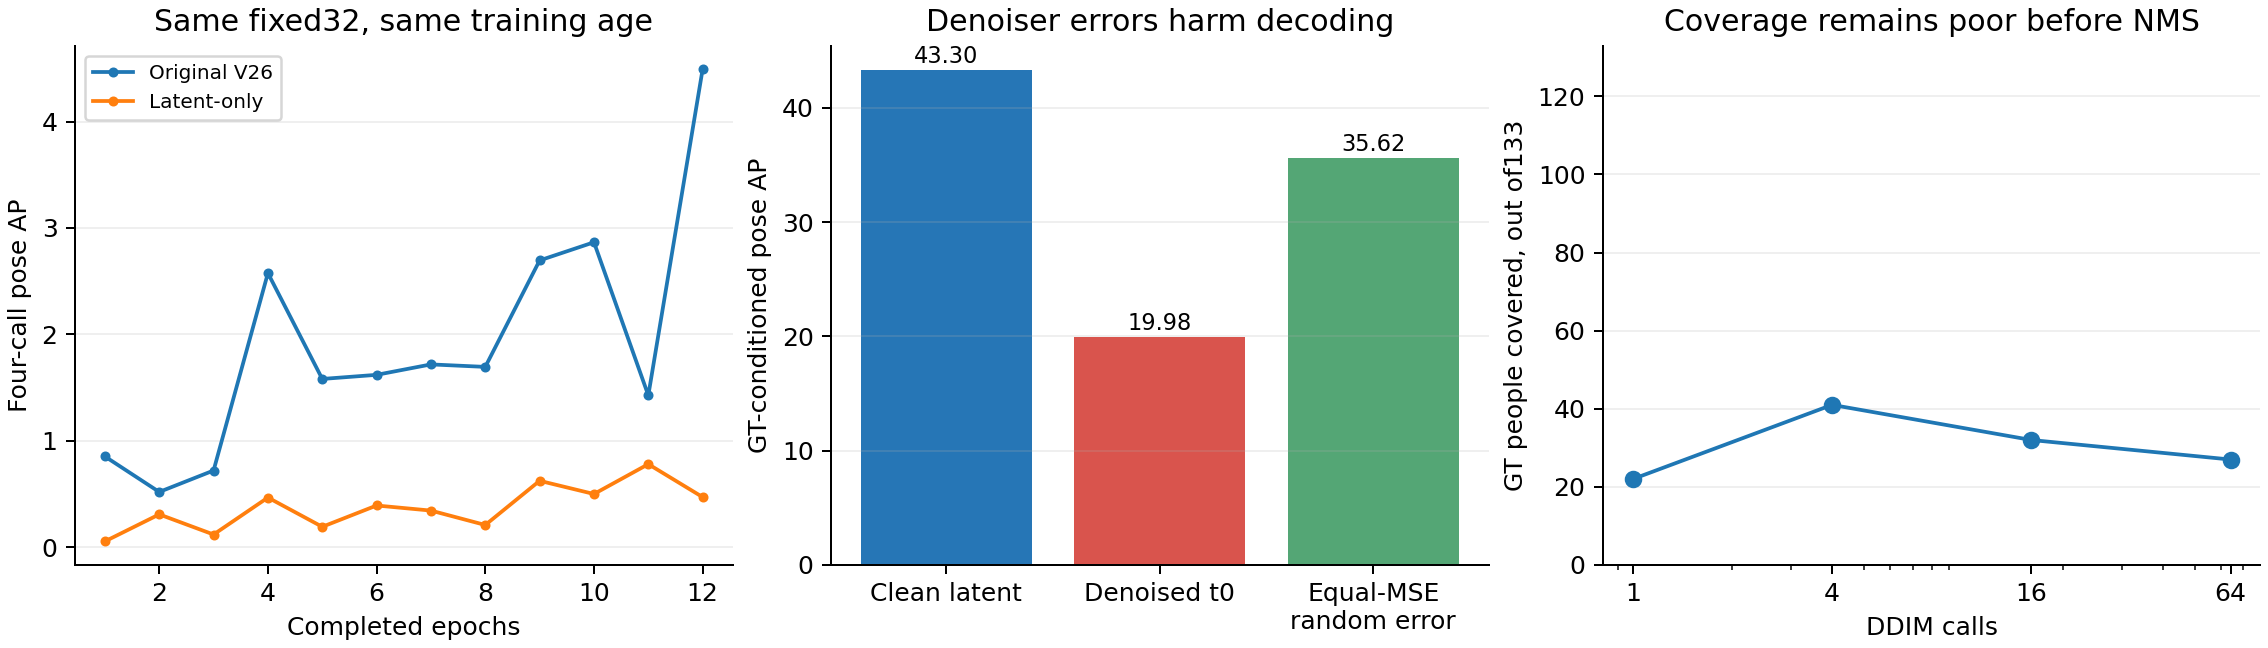 Same fixed32, same training age
Original V26
Latent-only
Four-call pose AP
4
3
2
1
0
2
4
6
8
10
12
Completed epochs
Denoiser errors harm decoding
GT-conditioned pose AP
40
30
20
10
0
43.30
19.98
35.62
Clean latent
Denoised t0
Equal-MSE
random error
Coverage remains poor before NMS
GT people covered, out of133
120
100
80
60
40
20
0
1
4
16
64
DDIM calls